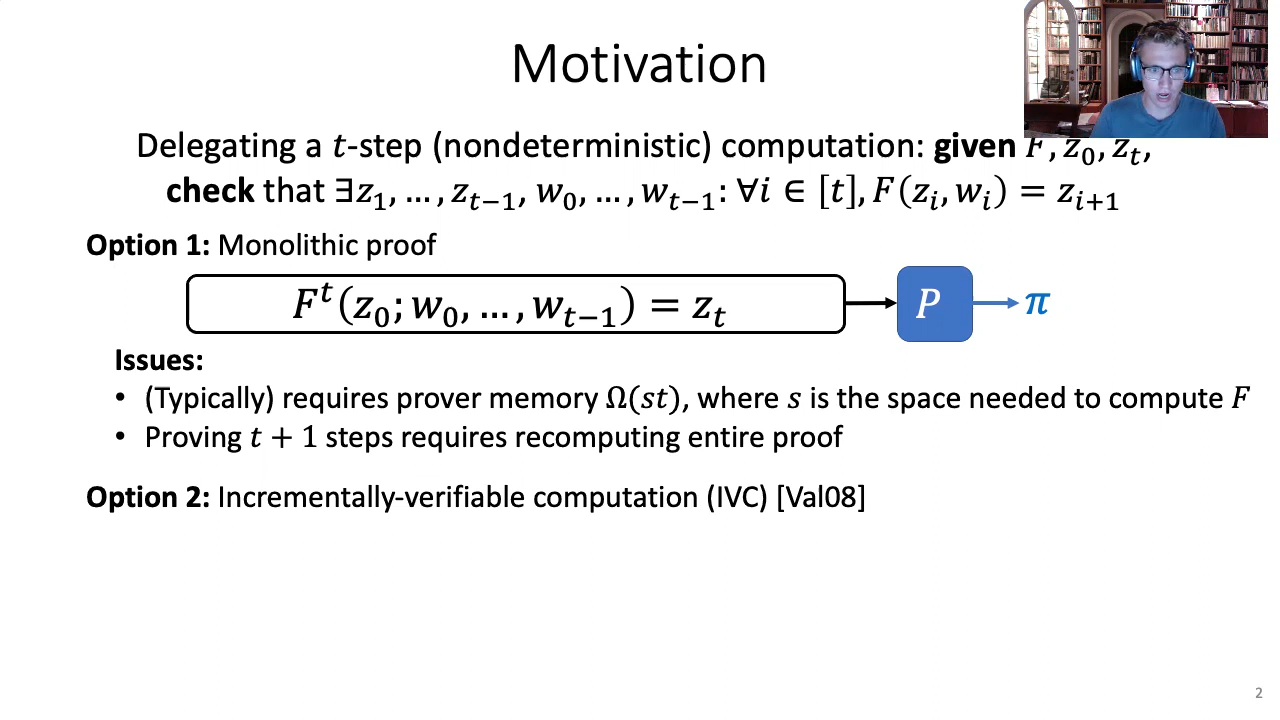 Motivation
Delegating a 𝑡-step (nondeterministic) computation: given 𝐹, 𝑧₀, 𝑧ₜ,
check that ∃𝑧₁, … , 𝑧ₜ₋₁, 𝑤₀, … , 𝑤ₜ₋₁: ∀𝑖 ∈ [𝑡], 𝐹(𝑧ᵢ, 𝑤ᵢ) = 𝑧ᵢ₊₁
Option 1: Monolithic proof
𝐹ᵗ(𝑧₀; 𝑤₀, … , 𝑤ₜ₋₁) = 𝑧ₜ
𝑃
𝜋
Issues:
• (Typically) requires prover memory Ω(𝑠𝑡), where 𝑠 is the space needed to compute 𝐹
• Proving 𝑡 + 1 steps requires recomputing entire proof
Option 2: Incrementally-verifiable computation (IVC) [Val08]
2